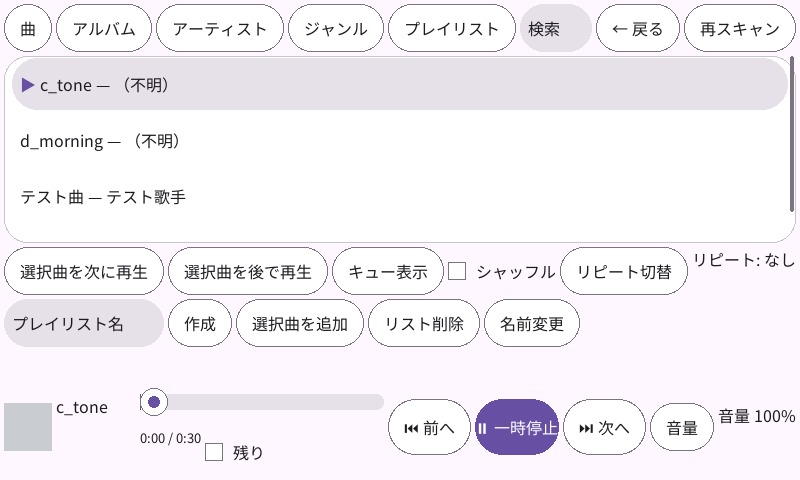 曲 アルバム アーティスト ジャンル プレイリスト 検索 ← 戻る 再スキャン
▶ c_tone — （不明）
d_morning — （不明）
テスト曲 — テスト歌手
選択曲を次に再生 選択曲を後で再生 キュー表示 シャッフル リピート切替 リピート: なし
プレイリスト名 作成 選択曲を追加 リスト削除 名前変更
c_tone
⏮ 前へ ⏸ 一時停止 ⏭ 次へ 音量 音量 100%
0:00 / 0:30 残り